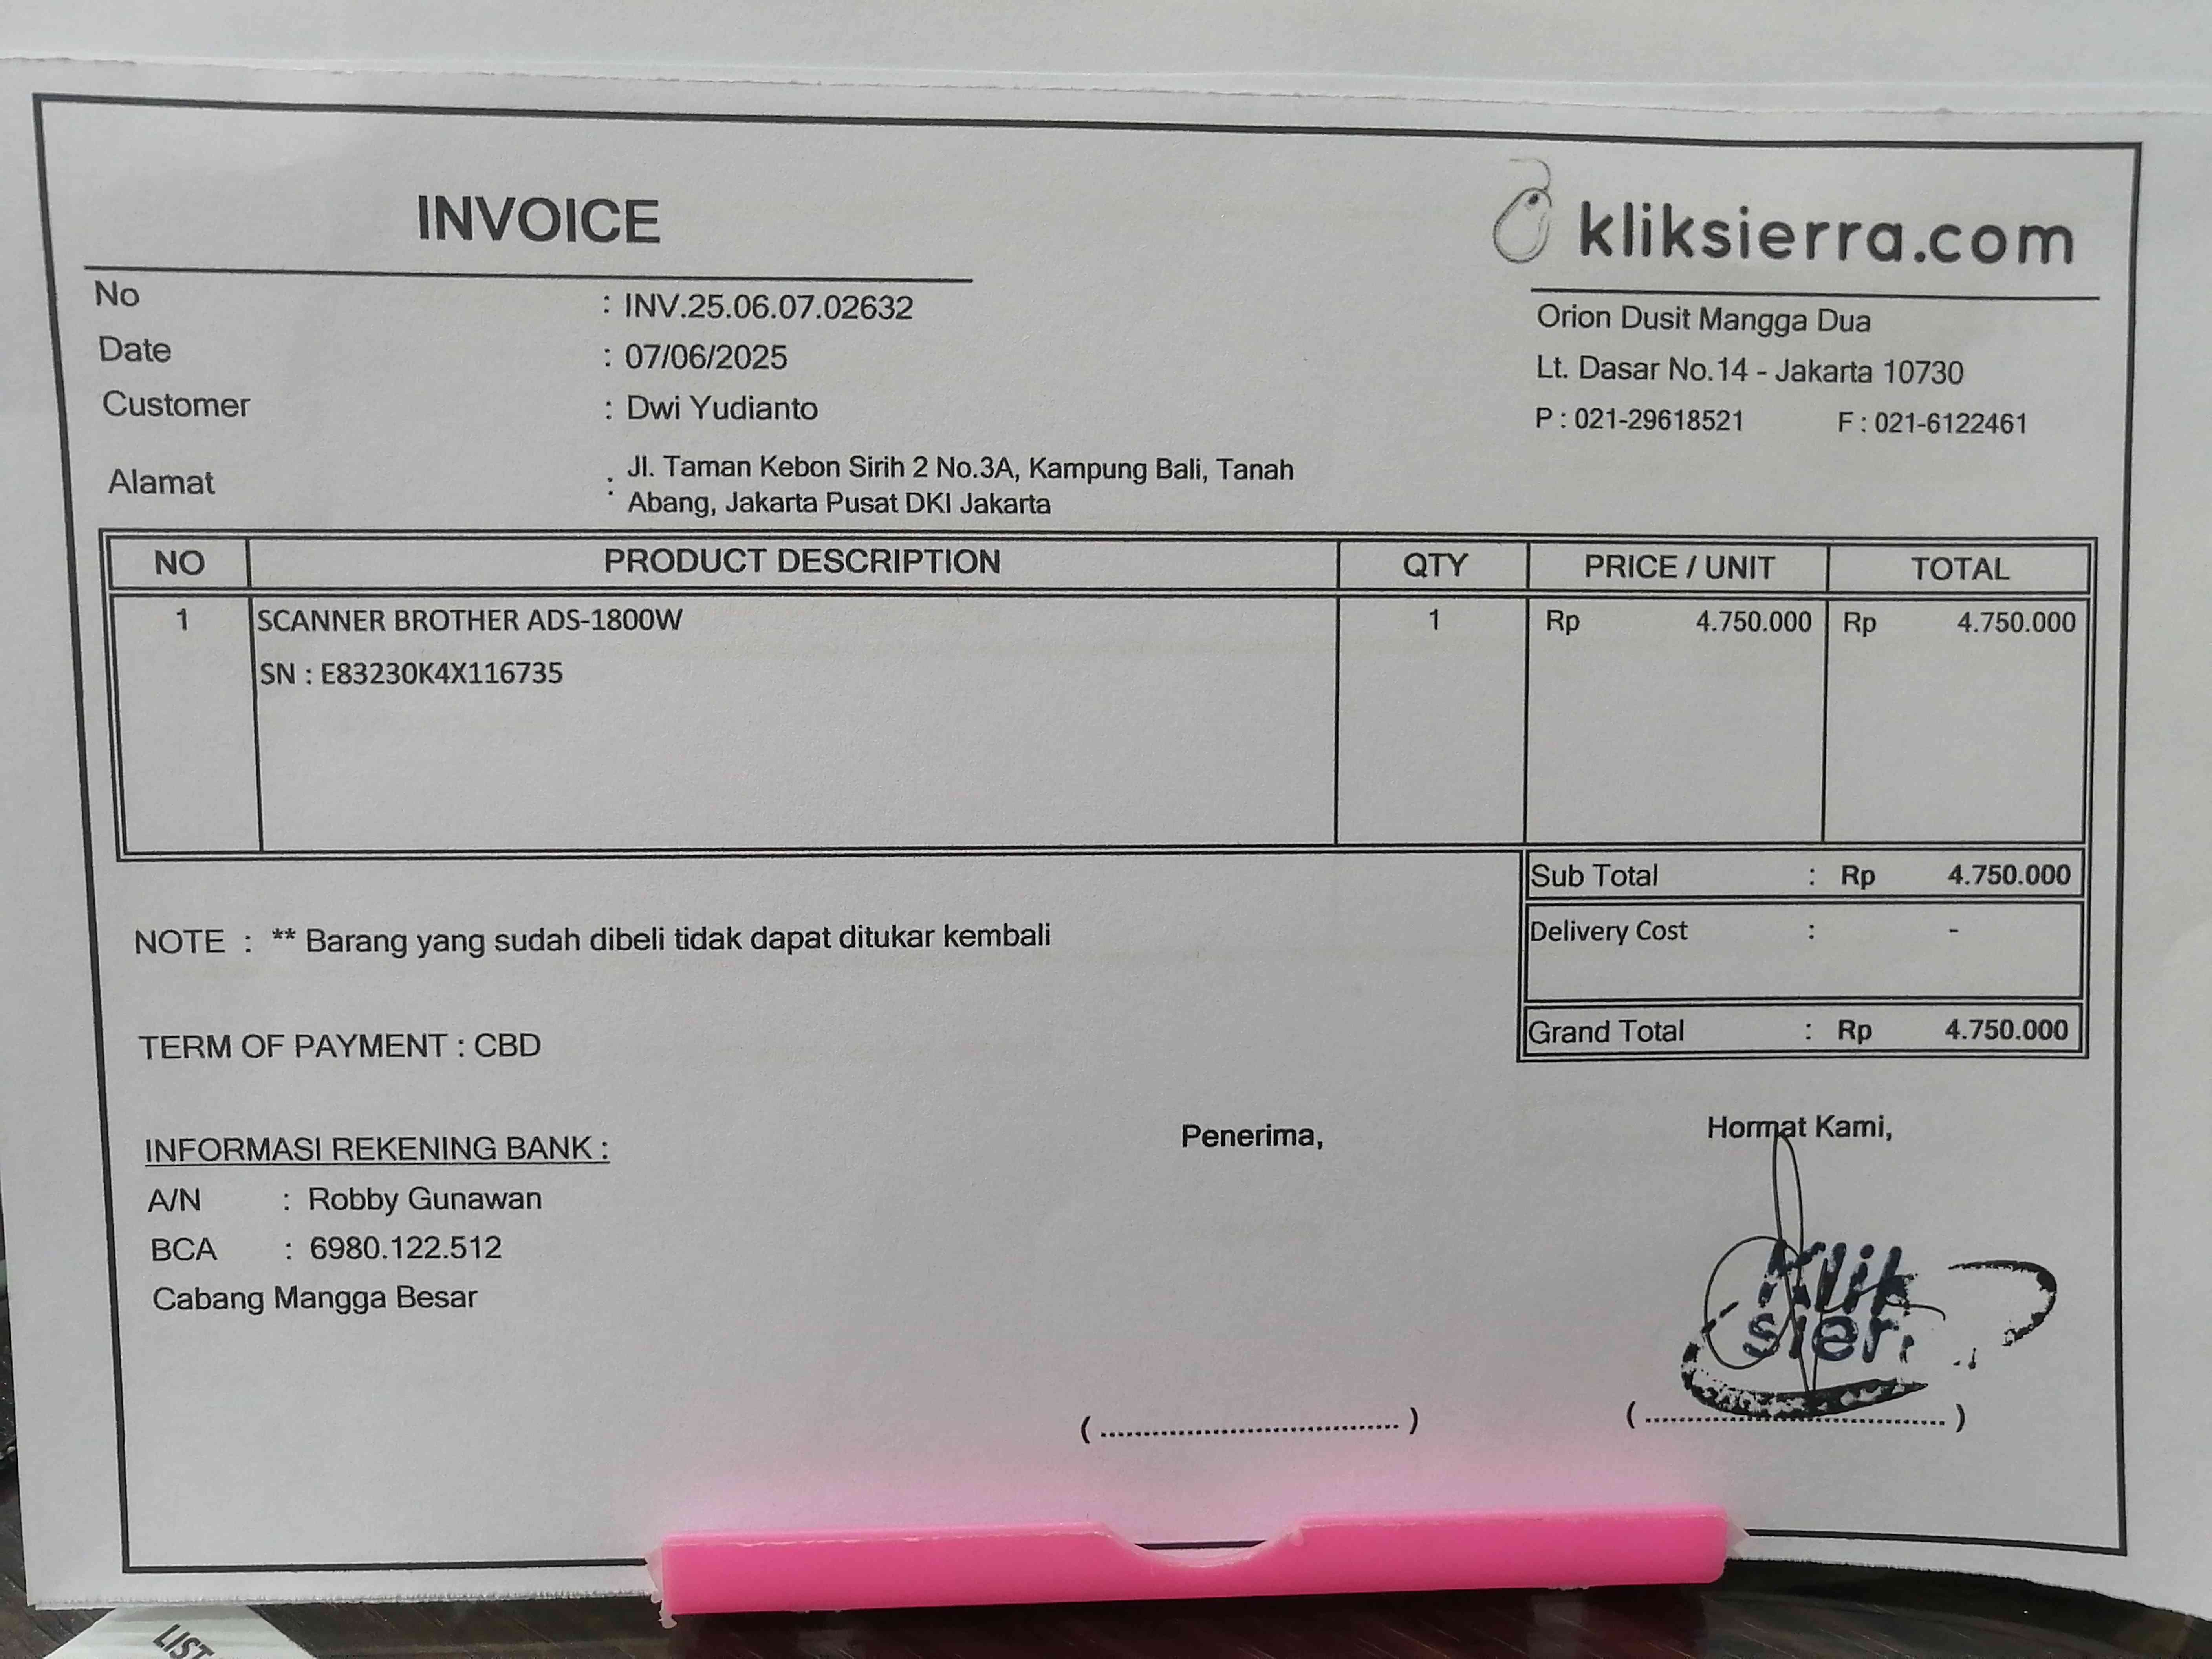 INVOICE
kliksierra.com
No : INV.25.06.07.02632
Date : 07/06/2025
Customer : Dwi Yudianto
Alamat : Jl. Taman Kebon Sirih 2 No.3A, Kampung Bali, Tanah
Abang, Jakarta Pusat DKI Jakarta
Orion Dusit Mangga Dua
Lt. Dasar No.14 - Jakarta 10730
P : 021-29618521 F : 021-6122461
NO PRODUCT DESCRIPTION QTY PRICE / UNIT TOTAL
1 SCANNER BROTHER ADS-1800W 1 Rp 4.750.000 Rp 4.750.000
SN : E83230K4X116735
Sub Total : Rp 4.750.000
Delivery Cost : -
Grand Total : Rp 4.750.000
NOTE : ** Barang yang sudah dibeli tidak dapat ditukar kembali
TERM OF PAYMENT : CBD
INFORMASI REKENING BANK :
A/N : Robby Gunawan
BCA : 6980.122.512
Cabang Mangga Besar
Penerima,
(..............................)
Hormat Kami,
Klik
(..............................)
LIST